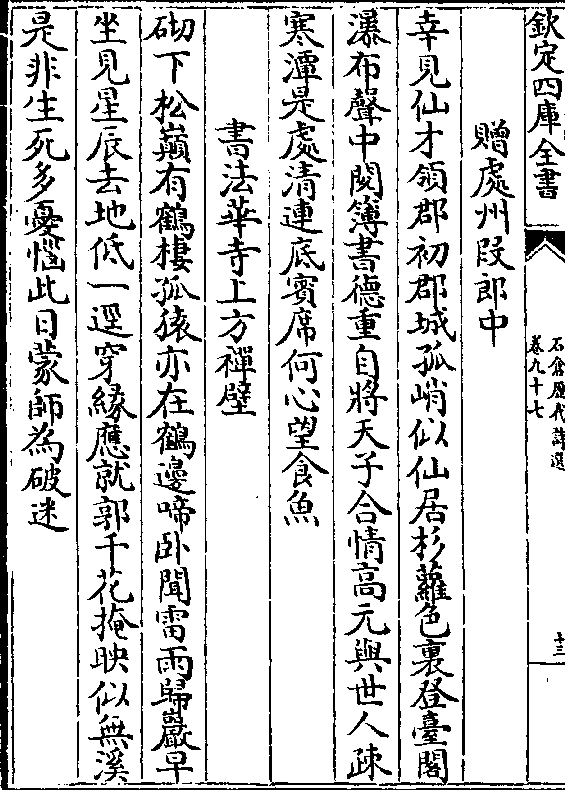 欽定四庫全書
石倉歷代詩選
卷九十七
十三
贈處州段郎中
幸見仙才領郡初郡城孤峭似仙居杉蘿色裏登臺閣
瀑布聲中閱簿書德重自將天子合情高元與世人疎
寒潭是處清連底賓席何心望食魚
書法華寺上方禪壁
砌下松巔有鶴棲孤猿亦在鶴邊啼卧聞雷雨歸巖早
坐見星辰去地低一逕穿緣應就郭千花掩映似無溪
是非生死多憂惱此日蒙師為破迷